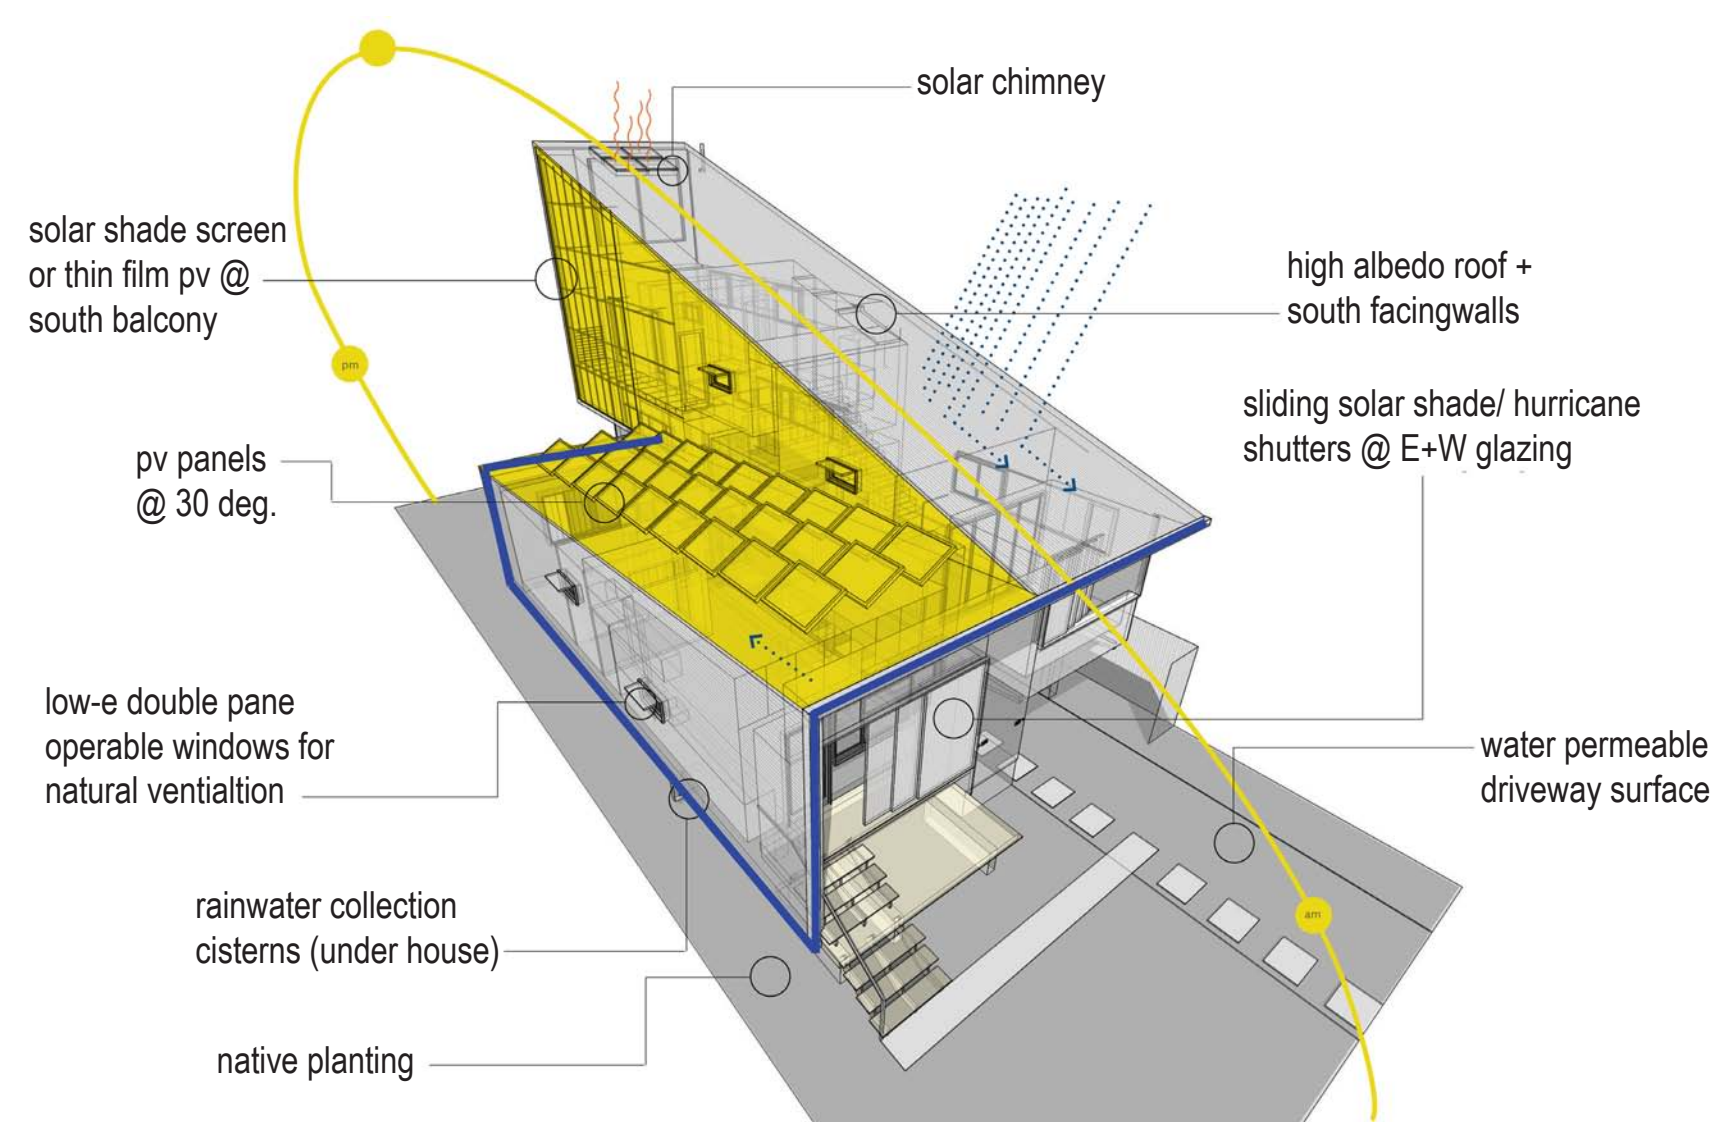 solar chimney
solar shade screen
or thin film pv @
south balcony
high albedo roof +
south facingwalls
pm
sliding solar shade/ hurricane
shutters @ E+W glazing
pv panels
@ 30 deg.
low-e double pane
operable windows for
natural ventialtion
water permeable
driveway surface
rainwater collection
cisterns (under house)
am
native planting